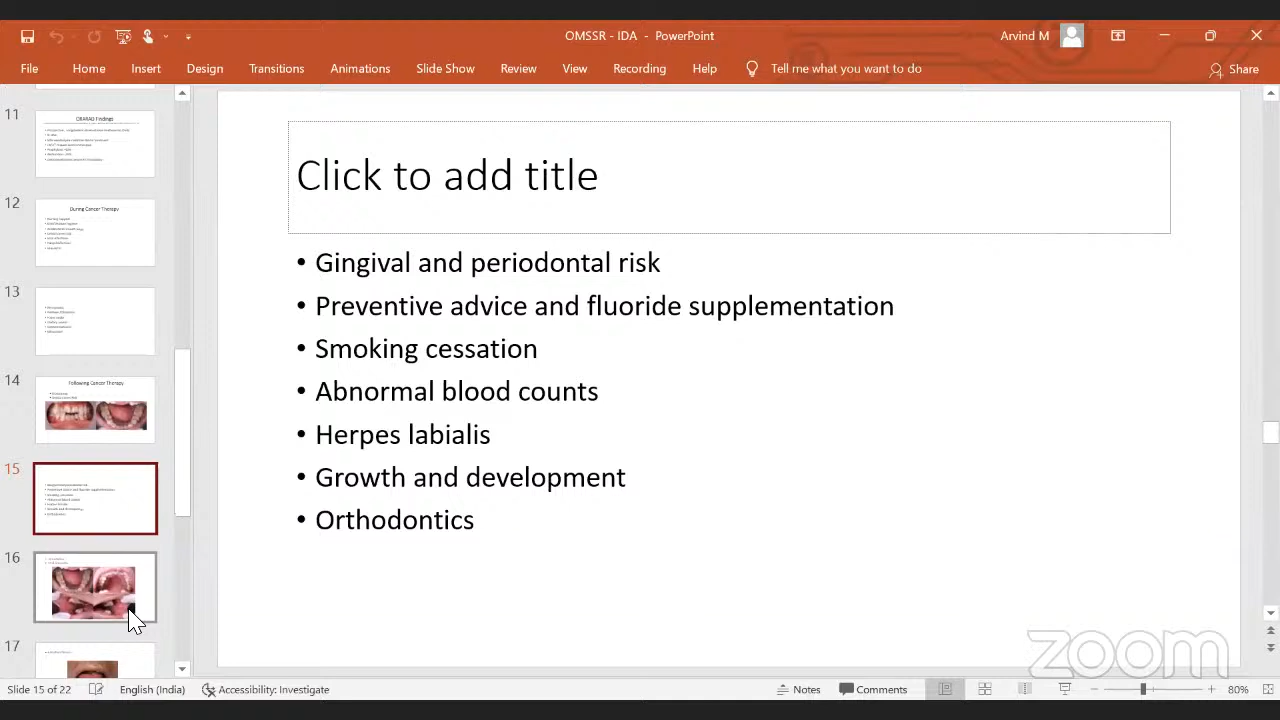 OMSSR - IDA - PowerPoint
Arvind M
File Home Insert Design Transitions Animations Slide Show Review View Recording Help Tell me what you want to do Share
11
12
During Cancer Therapy
13
14
Following Cancer Therapy
15
16
17
Click to add title
• Gingival and periodontal risk
• Preventive advice and fluoride supplementation
• Smoking cessation
• Abnormal blood counts
• Herpes labialis
• Growth and development
• Orthodontics
zoom
Slide 15 of 22 English (India) Accessibility: Investigate Notes Comments 80%